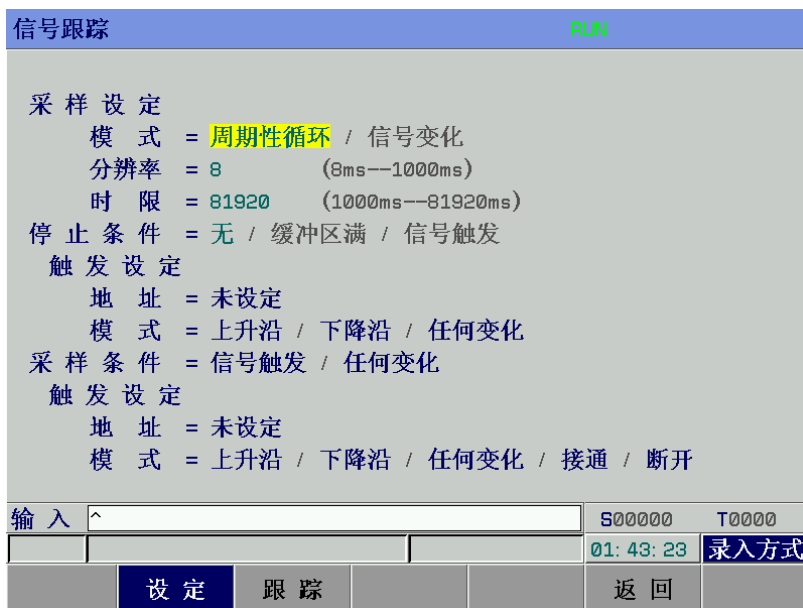 信号跟踪 RUN
采样设定
模式 = 周期性循环 / 信号变化
分辨率 = 8 (8ms--1000ms)
时限 = 81920 (1000ms--81920ms)
停止条件 = 无 / 缓冲区满 / 信号触发
触发设定
地址 = 未设定
模式 = 上升沿 / 下降沿 / 任何变化
采样条件 = 信号触发 / 任何变化
触发设定
地址 = 未设定
模式 = 上升沿 / 下降沿 / 任何变化 / 接通 / 断开
输入 ^ S00000 T0000
01:43:23 录入方式
设定 跟踪 返回